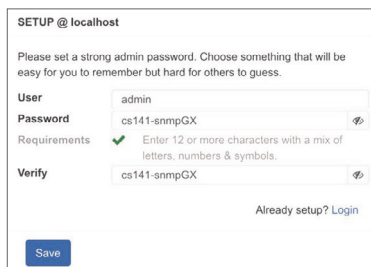 SETUP @ localhost
Please set a strong admin password. Choose something that will be
easy for you to remember but hard for others to guess.
User admin
Password cs141-snmpGX
Requirements Enter 12 or more characters with a mix of
letters, numbers & symbols.
Verify cs141-snmpGX
Already setup? Login
Save